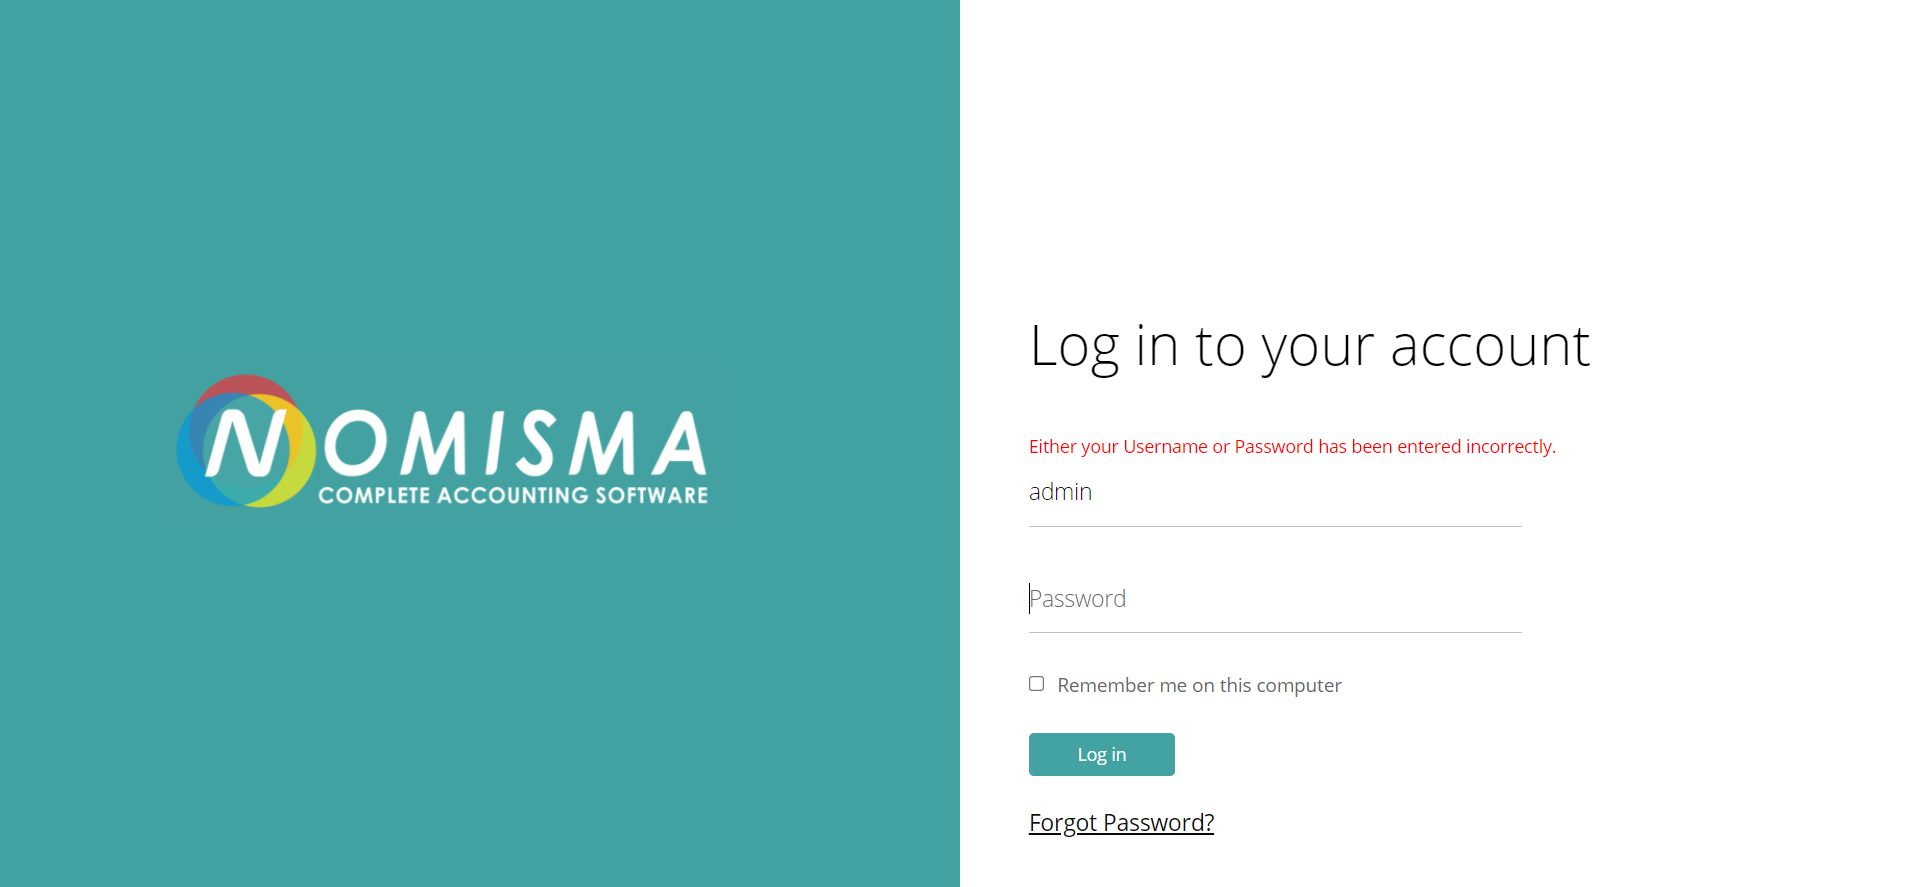 NOMISMA
COMPLETE ACCOUNTING SOFTWARE
Log in to your account
Either your Username or Password has been entered incorrectly.
admin
Password
Remember me on this computer
Log in
Forgot Password?